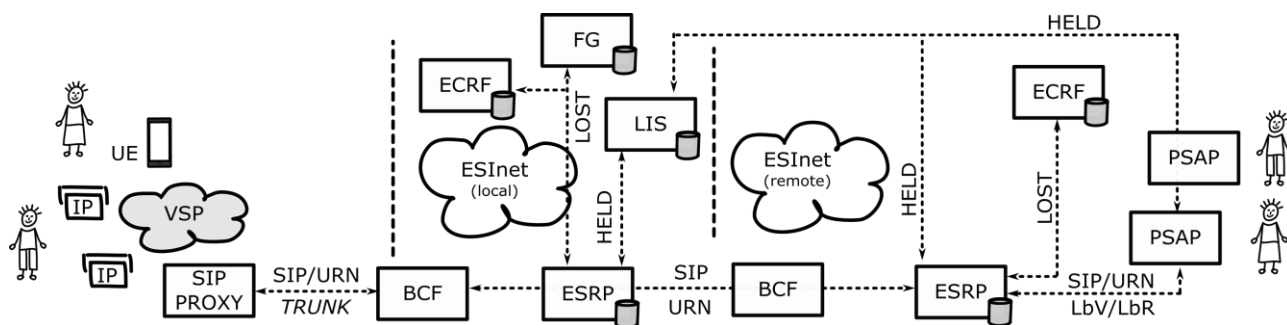 HELD
FG
ECRF
LOST
LIS
ECRF
UE
ESInet
(local)
ESInet
(remote)
PSAP
IP
VSP
HELD
HELD
LOST
PSAP
IP
SIP
PROXY
SIP/URN
TRUNK
BCF
ESRP
SIP
URN
BCF
ESRP
SIP/URN
LbV/LbR